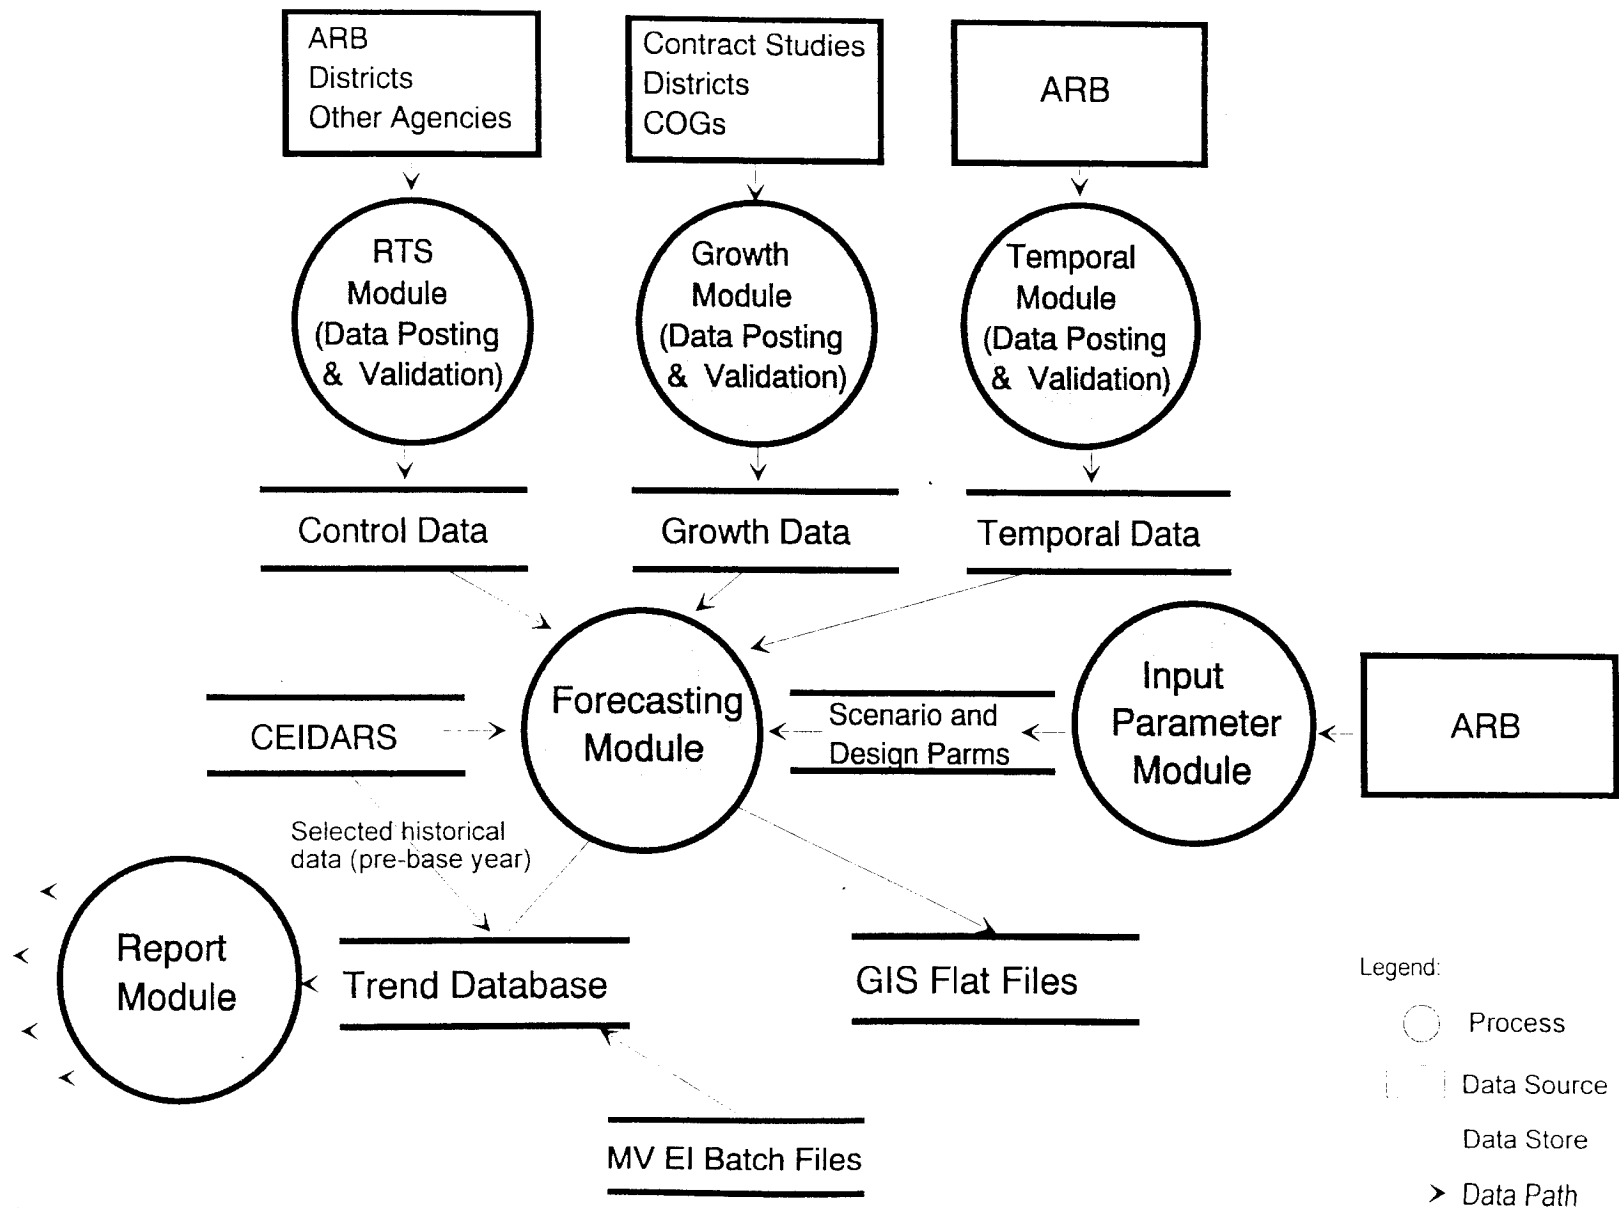 ARB
Districts
Other Agencies
Contract Studies
Districts
COGs
ARB
RTS
Module
(Data Posting
& Validation)
Growth
Module
(Data Posting
& Validation)
Temporal
Module
(Data Posting
& Validation)
Control Data
Growth Data
Temporal Data
CEIDARS
Forecasting
Module
Scenario and
Design Parms
Input
Parameter
Module
ARB
Selected historical
data (pre-base year)
Report
Module
Trend Database
GIS Flat Files
MV EI Batch Files
Legend:
Process
Data Source
Data Store
Data Path